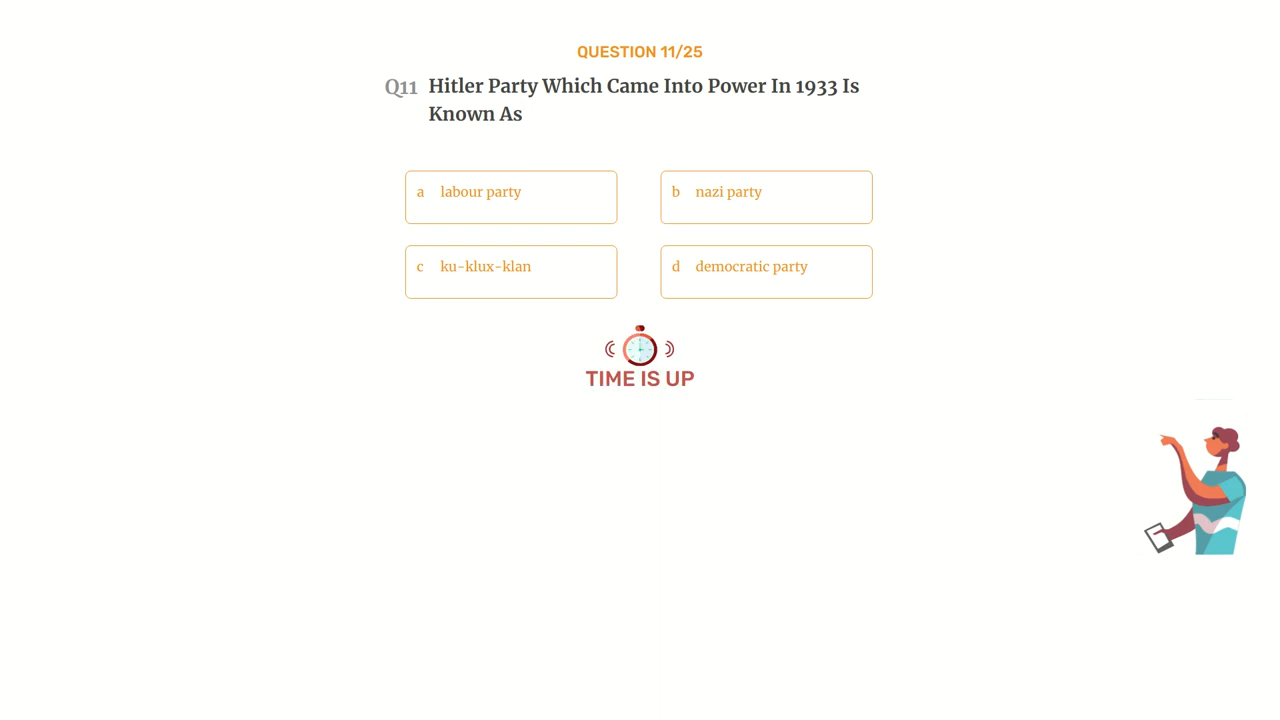 QUESTION 11/25
Q11 Hitler Party Which Came Into Power In 1933 Is
Known As
a labour party
b nazi party
c ku-klux-klan
d democratic party
TIME IS UP